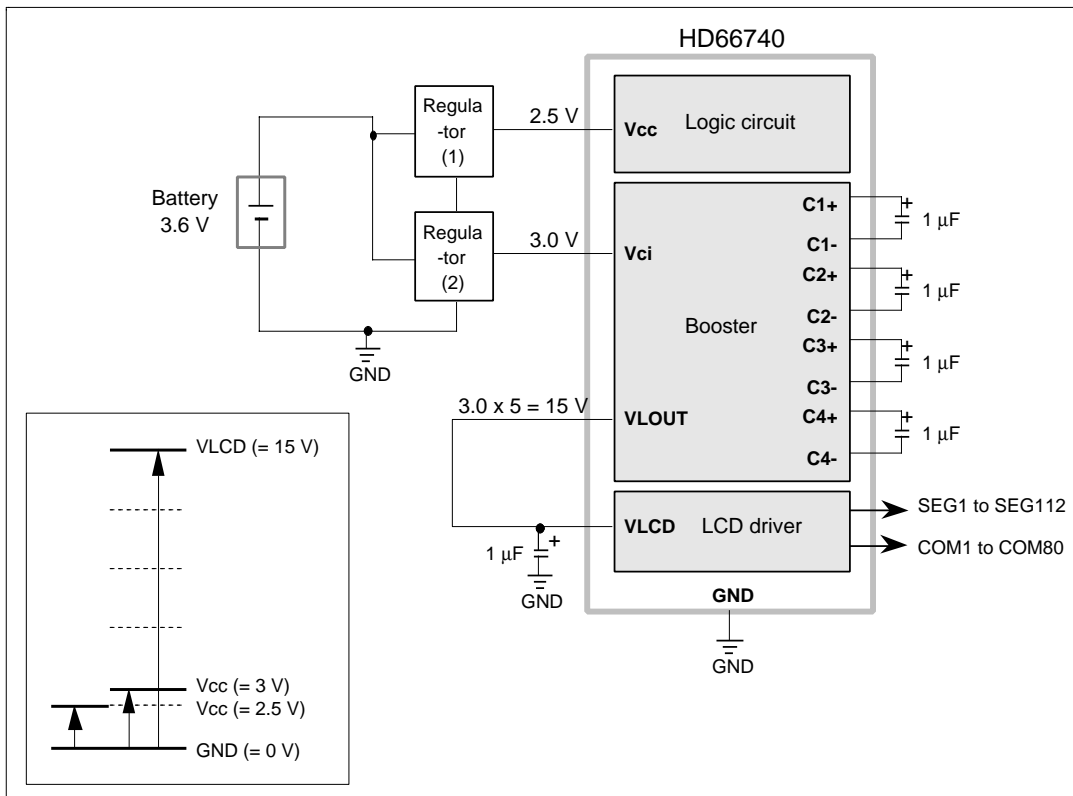 HD66740
Regula
-tor
(1)
2.5 V
Vcc
Logic circuit
Battery
3.6 V
Regula
-tor
(2)
3.0 V
Vci
Booster
C1+
C1-
C2+
C2-
C3+
C3-
C4+
C4-
+
1 μF
+
1 μF
+
1 μF
+
1 μF
GND
3.0 x 5 = 15 V
VLOUT
VLCD
LCD driver
SEG1 to SEG112
COM1 to COM80
1 μF
+
GND
GND
GND
VLCD (= 15 V)
Vcc (= 3 V)
Vcc (= 2.5 V)
GND (= 0 V)